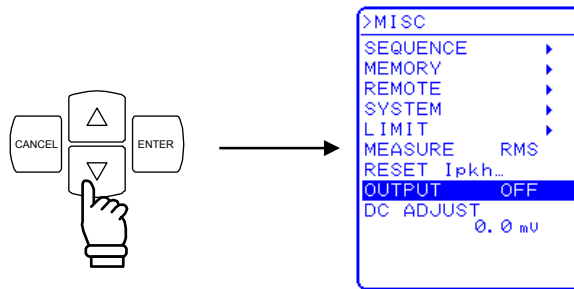 CANCEL
ENTER
>MISC
SEQUENCE
MEMORY
REMOTE
SYSTEM
LIMIT
MEASURE RMS
RESET Ipkh…
OUTPUT OFF
DC ADJUST
0.0 mV